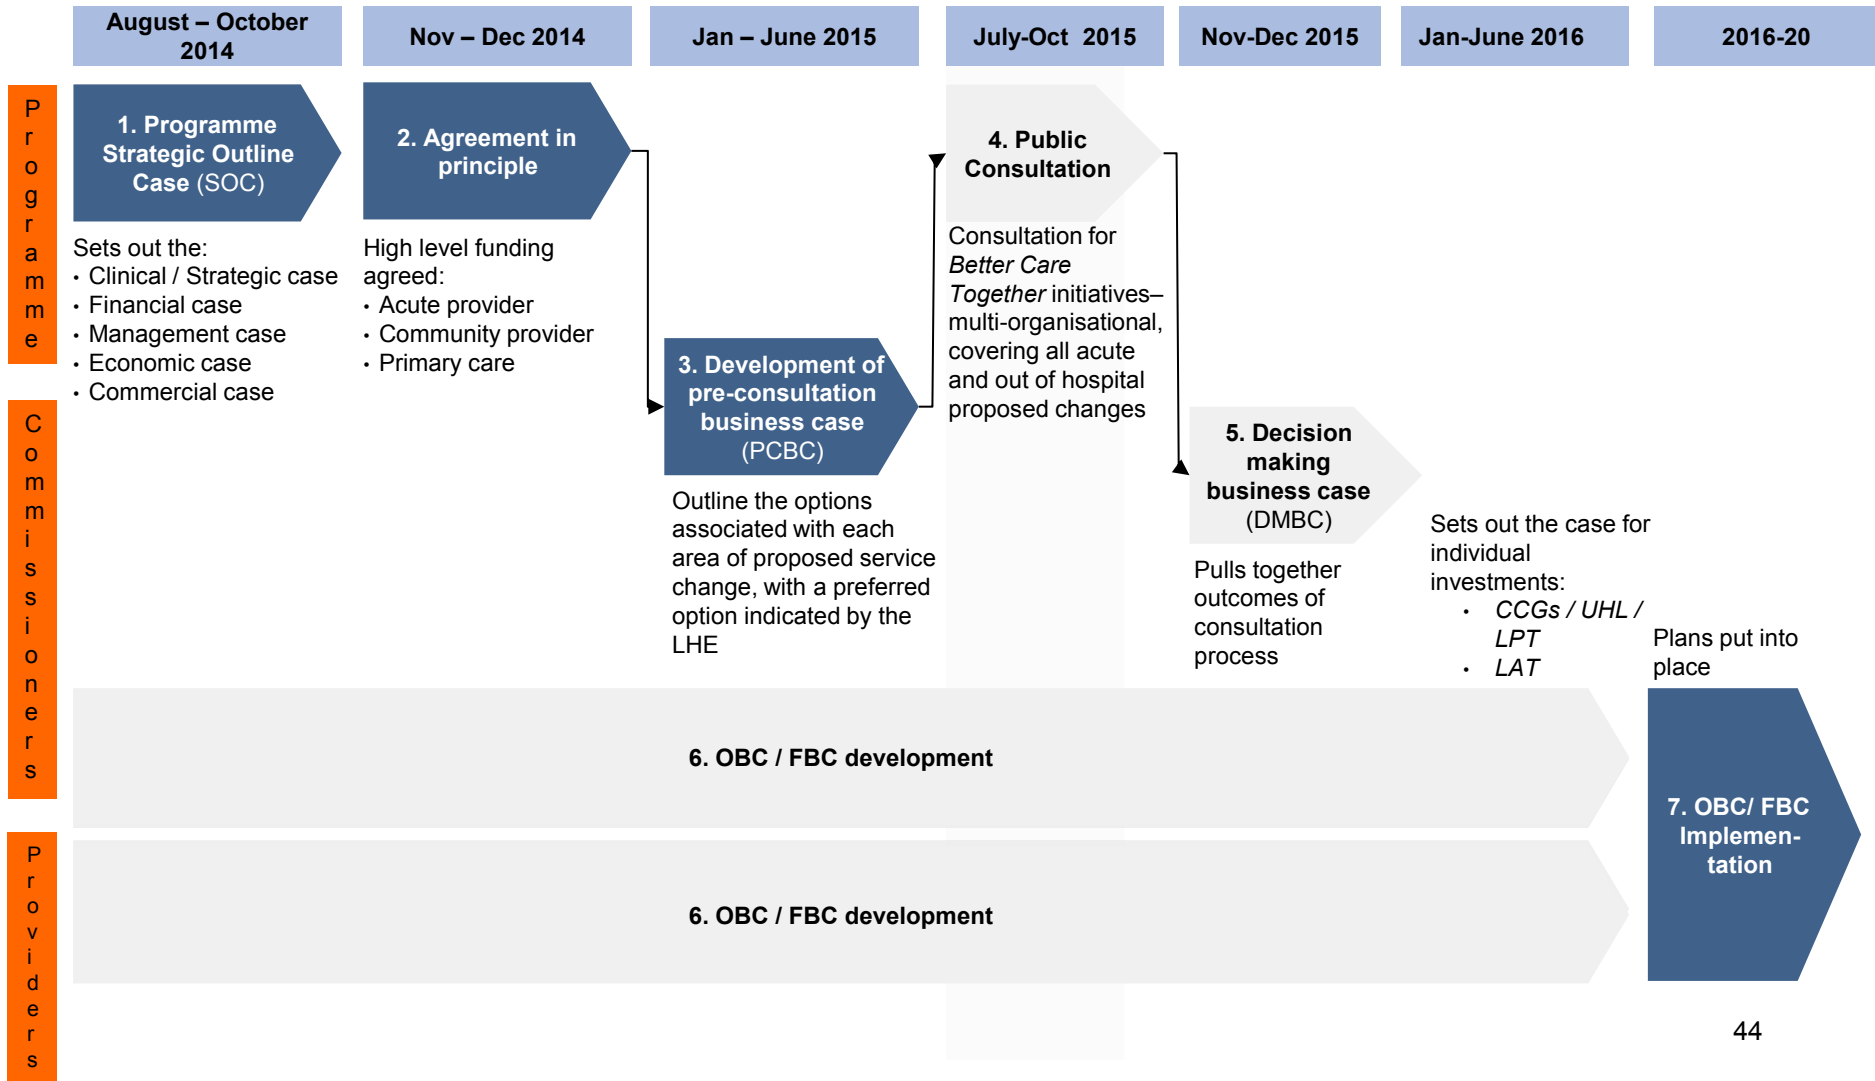 August – October
2014
Nov – Dec 2014
Jan – June 2015
July-Oct  2015
Nov-Dec 2015
Jan-June 2016
2016-20
Programme
1. Programme
Strategic Outline
Case (SOC)
Sets out the:
• Clinical / Strategic case
• Financial case
• Management case
• Economic case
• Commercial case
2. Agreement in
principle
High level funding
agreed:
• Acute provider
• Community provider
• Primary care
4. Public
Consultation
Consultation for
Better Care
Together initiatives–
multi-organisational,
covering all acute
and out of hospital
proposed changes
Commissioners
3. Development of
pre-consultation
business case
(PCBC)
Outline the options
associated with each
area of proposed service
change, with a preferred
option indicated by the
LHE
5. Decision
making
business case
(DMBC)
Pulls together
outcomes of
consultation
process
Sets out the case for
individual
investments:
• CCGs / UHL /
LPT
• LAT
Plans put into
place
6. OBC / FBC development
7. OBC/ FBC
Implemen-
tation
Providers
6. OBC / FBC development
44